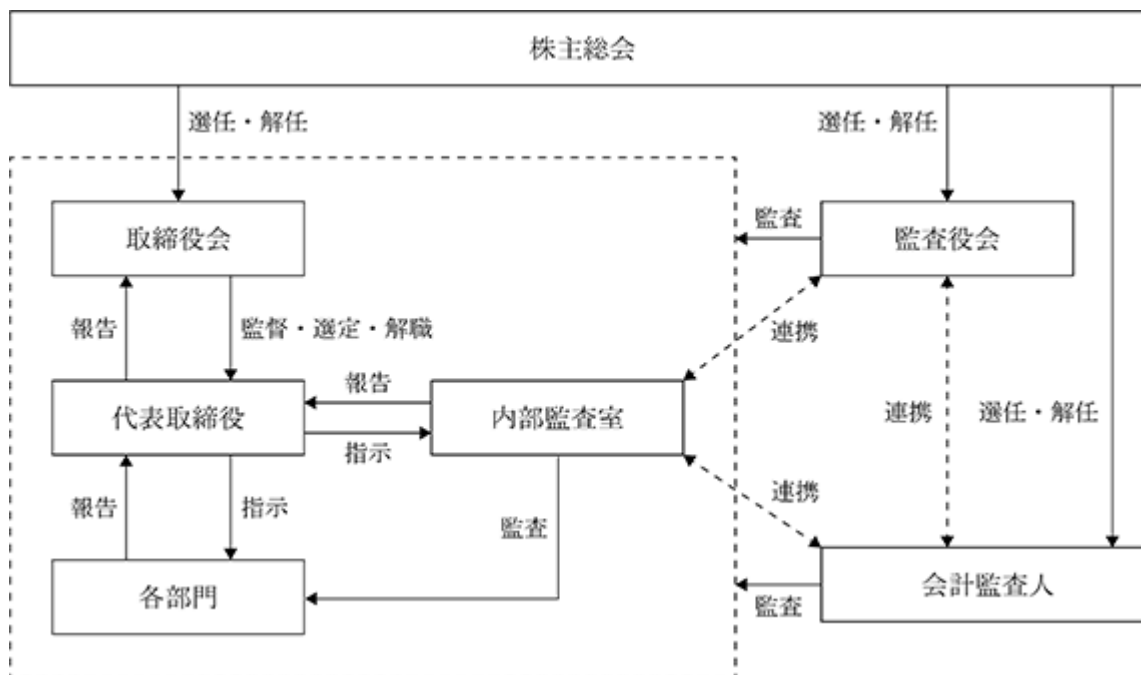 株主総会
選任・解任
選任・解任
取締役会
監査
監査役会
報告
監督・選定・解職
連携
報告
代表取締役
内部監査室
連携
選任・解任
指示
報告
指示
監査
連携
各部門
監査
会計監査人